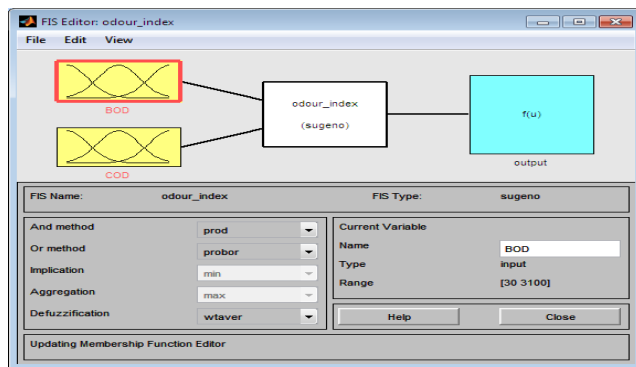 FIS Editor: odour_index
File Edit View
BOD
COD
odour_index
(sugeno)
f(u)
output
FIS Name: odour_index FIS Type: sugeno
And method prod
Or method probor
Implication min
Aggregation max
Defuzzification wtaver
Current Variable
Name BOD
Type input
Range [30 3100]
Help Close
Updating Membership Function Editor